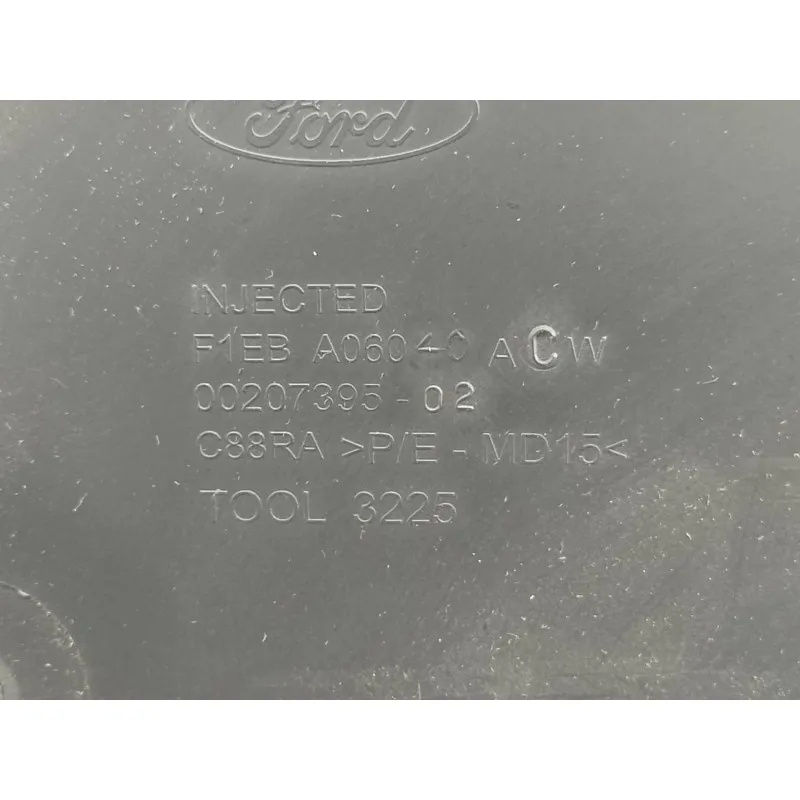 Ford
INJECTED
F1EB A06040 ACW
00207395-02
C88RA >P/E - MD15<
TOOL 3225